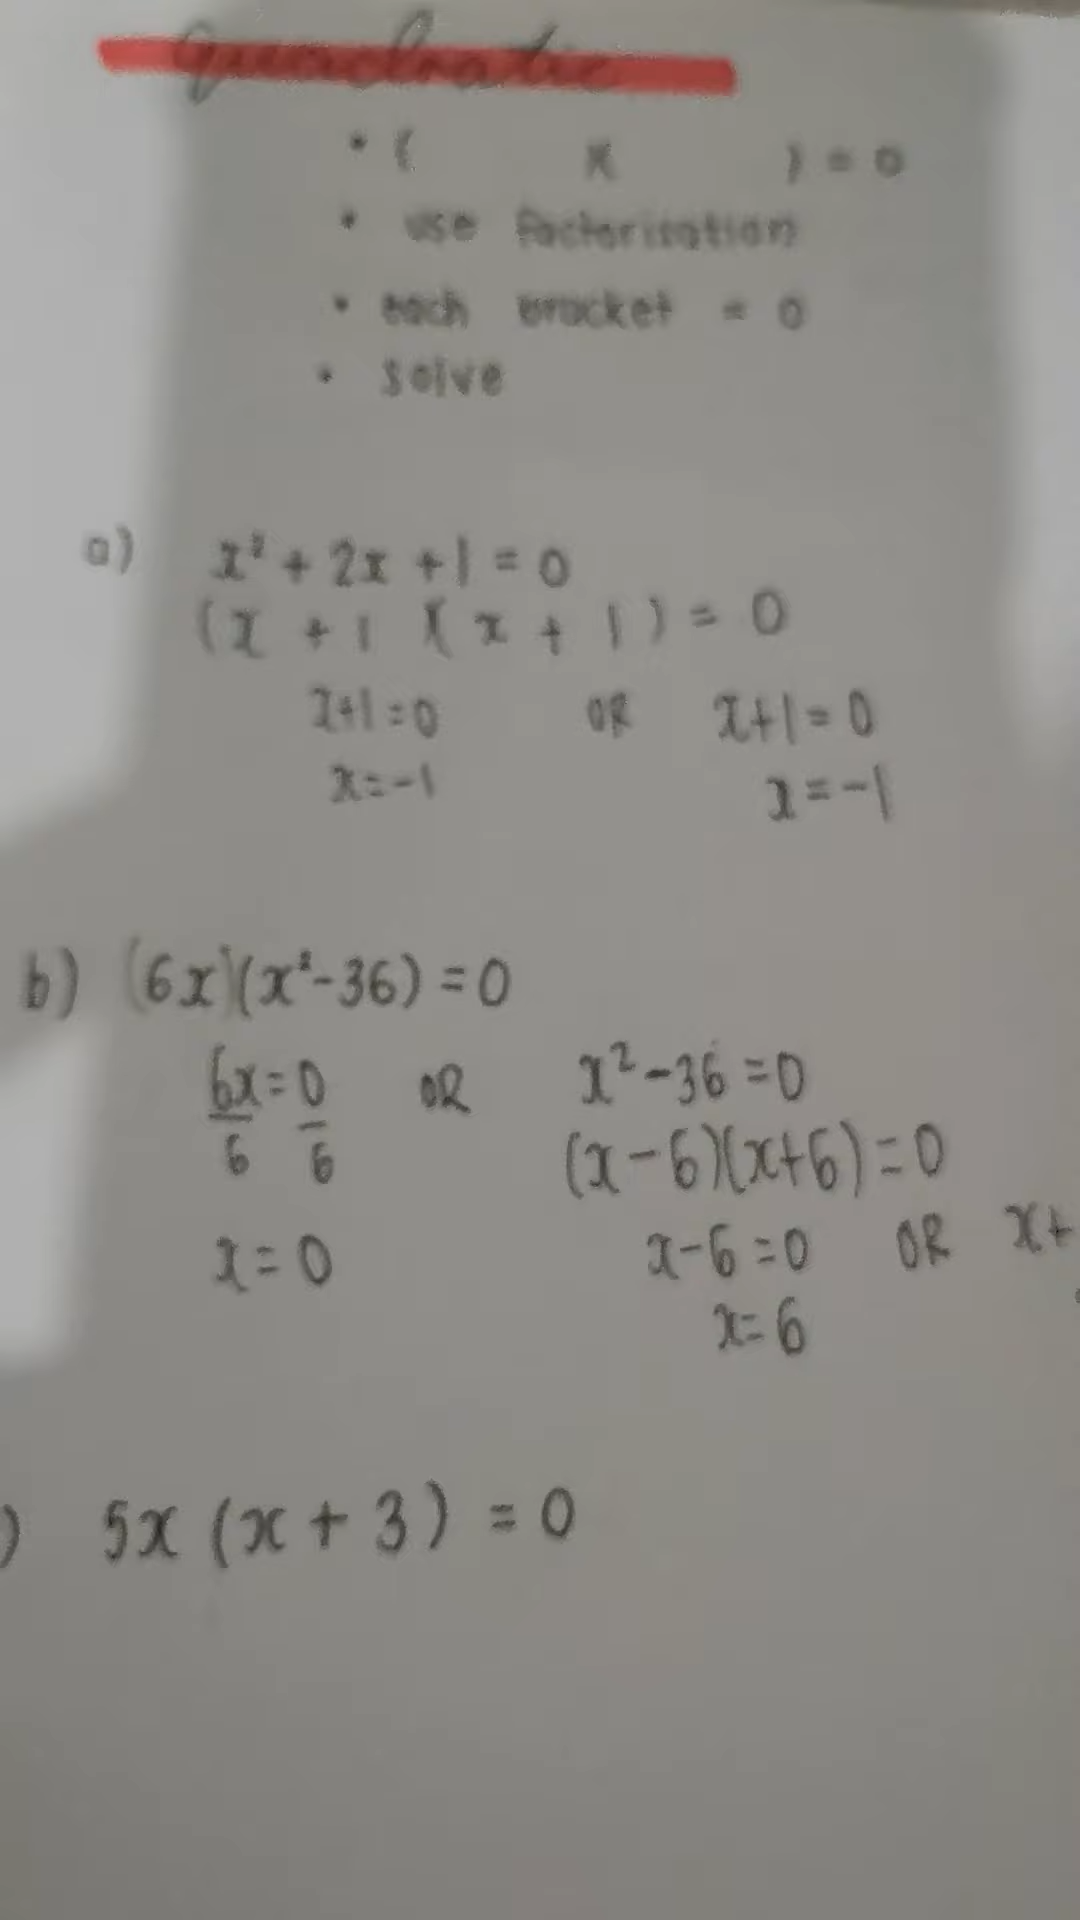 Quadratic
• (          )(          ) = 0
• use factorisation
• each bracket = 0
• solve
a) x² + 2x + 1 = 0
(x + 1)(x + 1) = 0
x+1=0 OR x+1=0
x=-1 x=-1
b) (6x)(x²-36) = 0
6x=0 OR x²-36=0
6 6 (x-6)(x+6)=0
x=0 x-6=0 OR x+
x=6
) 5x(x+3) = 0